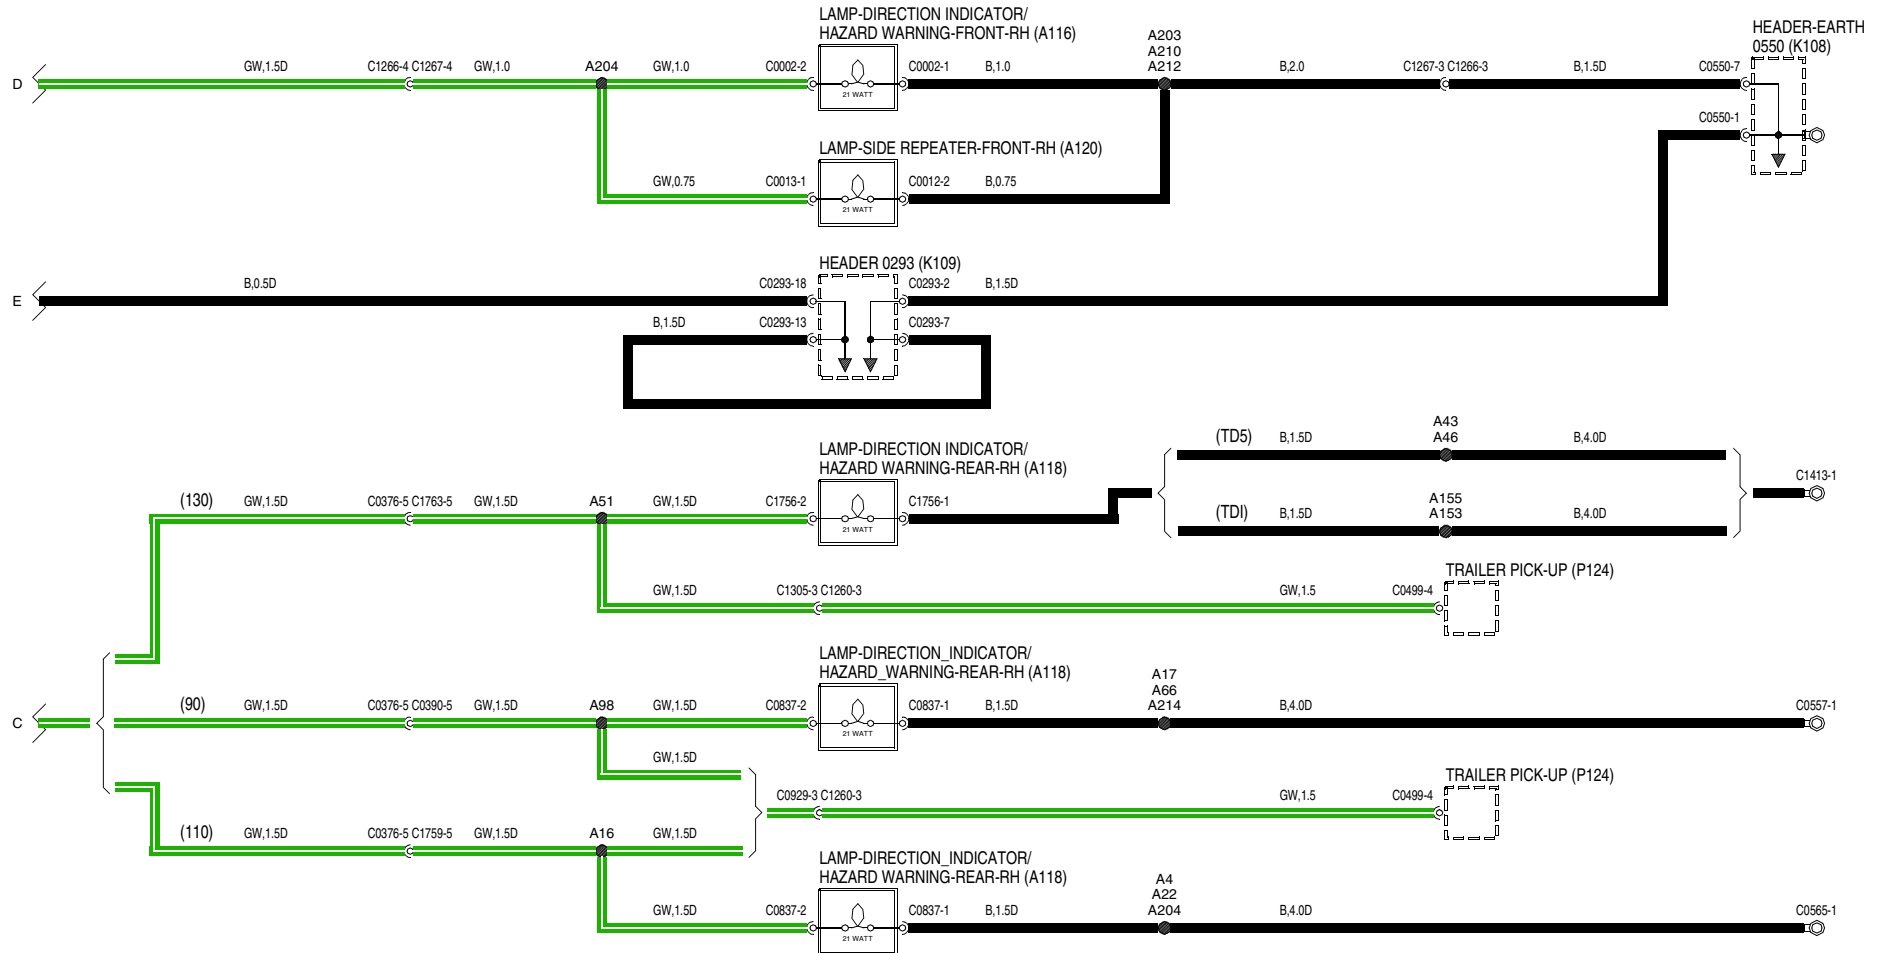 LAMP-DIRECTION INDICATOR/
HAZARD WARNING-FRONT-RH (A116)
A203
A210
A212
HEADER-EARTH
0550 (K108)
D
GW,1.5D
C1266-4 C1267-4
GW,1.0
A204
GW,1.0
C0002-2
21 WATT
C0002-1
B,1.0
B,2.0
C1267-3 C1266-3
B,1.5D
C0550-7
C0550-1
LAMP-SIDE REPEATER-FRONT-RH (A120)
GW,0.75
C0013-1
21 WATT
C0012-2
B,0.75
HEADER 0293 (K109)
E
B,0.5D
C0293-18
C0293-2
B,1.5D
B,1.5D
C0293-13
C0293-7
LAMP-DIRECTION INDICATOR/
HAZARD WARNING-REAR-RH (A118)
(TD5)
B,1.5D
A43
A46
B,4.0D
C1413-1
(130)
GW,1.5D
C0376-5 C1763-5
GW,1.5D
A51
GW,1.5D
C1756-2
21 WATT
C1756-1
(TDI)
B,1.5D
A155
A153
B,4.0D
TRAILER PICK-UP (P124)
GW,1.5D
C1305-3 C1260-3
GW,1.5
C0499-4
LAMP-DIRECTION_INDICATOR/
HAZARD_WARNING-REAR-RH (A118)
A17
A66
A214
C
(90)
GW,1.5D
C0376-5 C0390-5
GW,1.5D
A98
GW,1.5D
C0837-2
21 WATT
C0837-1
B,1.5D
B,4.0D
C0557-1
GW,1.5D
TRAILER PICK-UP (P124)
C0929-3 C1260-3
GW,1.5
C0499-4
(110)
GW,1.5D
C0376-5 C1759-5
GW,1.5D
A16
GW,1.5D
LAMP-DIRECTION_INDICATOR/
HAZARD WARNING-REAR-RH (A118)
A4
A22
A204
GW,1.5D
C0837-2
21 WATT
C0837-1
B,1.5D
B,4.0D
C0565-1